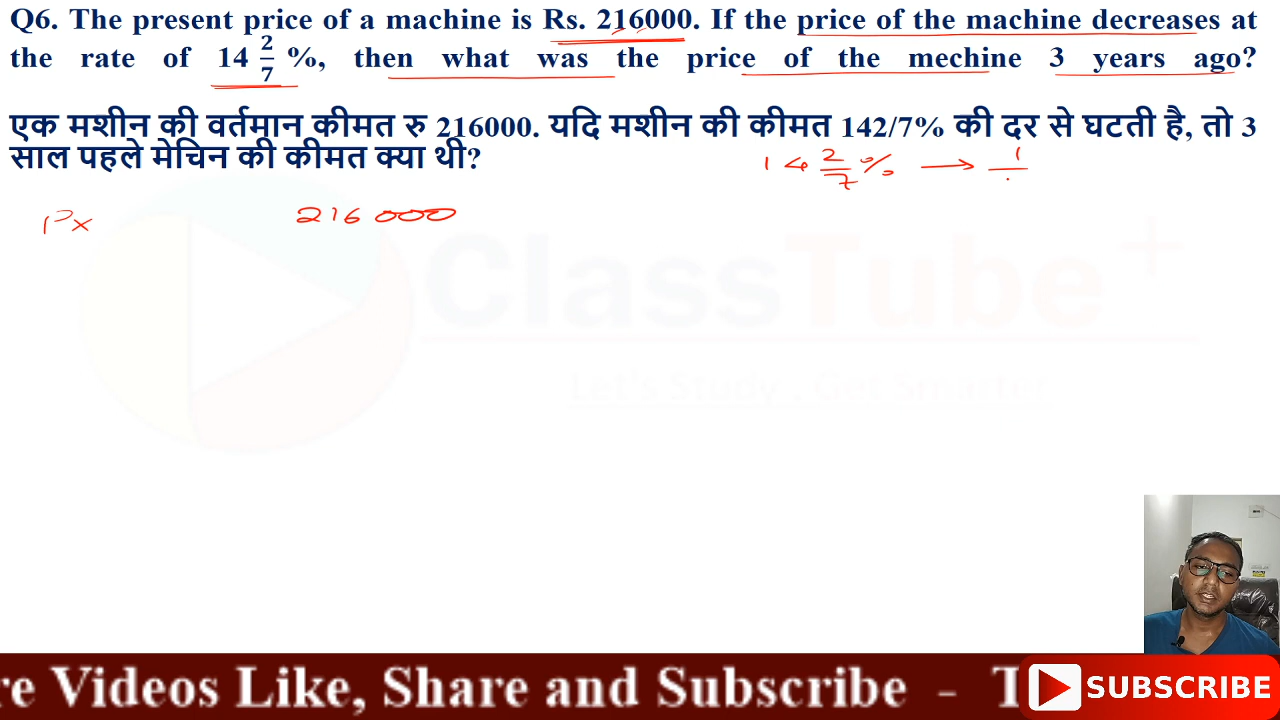 Q6. The present price of a machine is Rs. 216000. If the price of the machine decreases at
the rate of 14 2/7 %, then what was the price of the mechine 3 years ago?
एक मशीन की वर्तमान कीमत रु 216000. यदि मशीन की कीमत 142/7% की दर से घटती है, तो 3
साल पहले मेचिन की कीमत क्या थी?
14 2/7 % → 1/
P× 216000
ClassTube+
Let's Study , Get Smarter
re Videos Like, Share and Subscribe - T
SUBSCRIBE